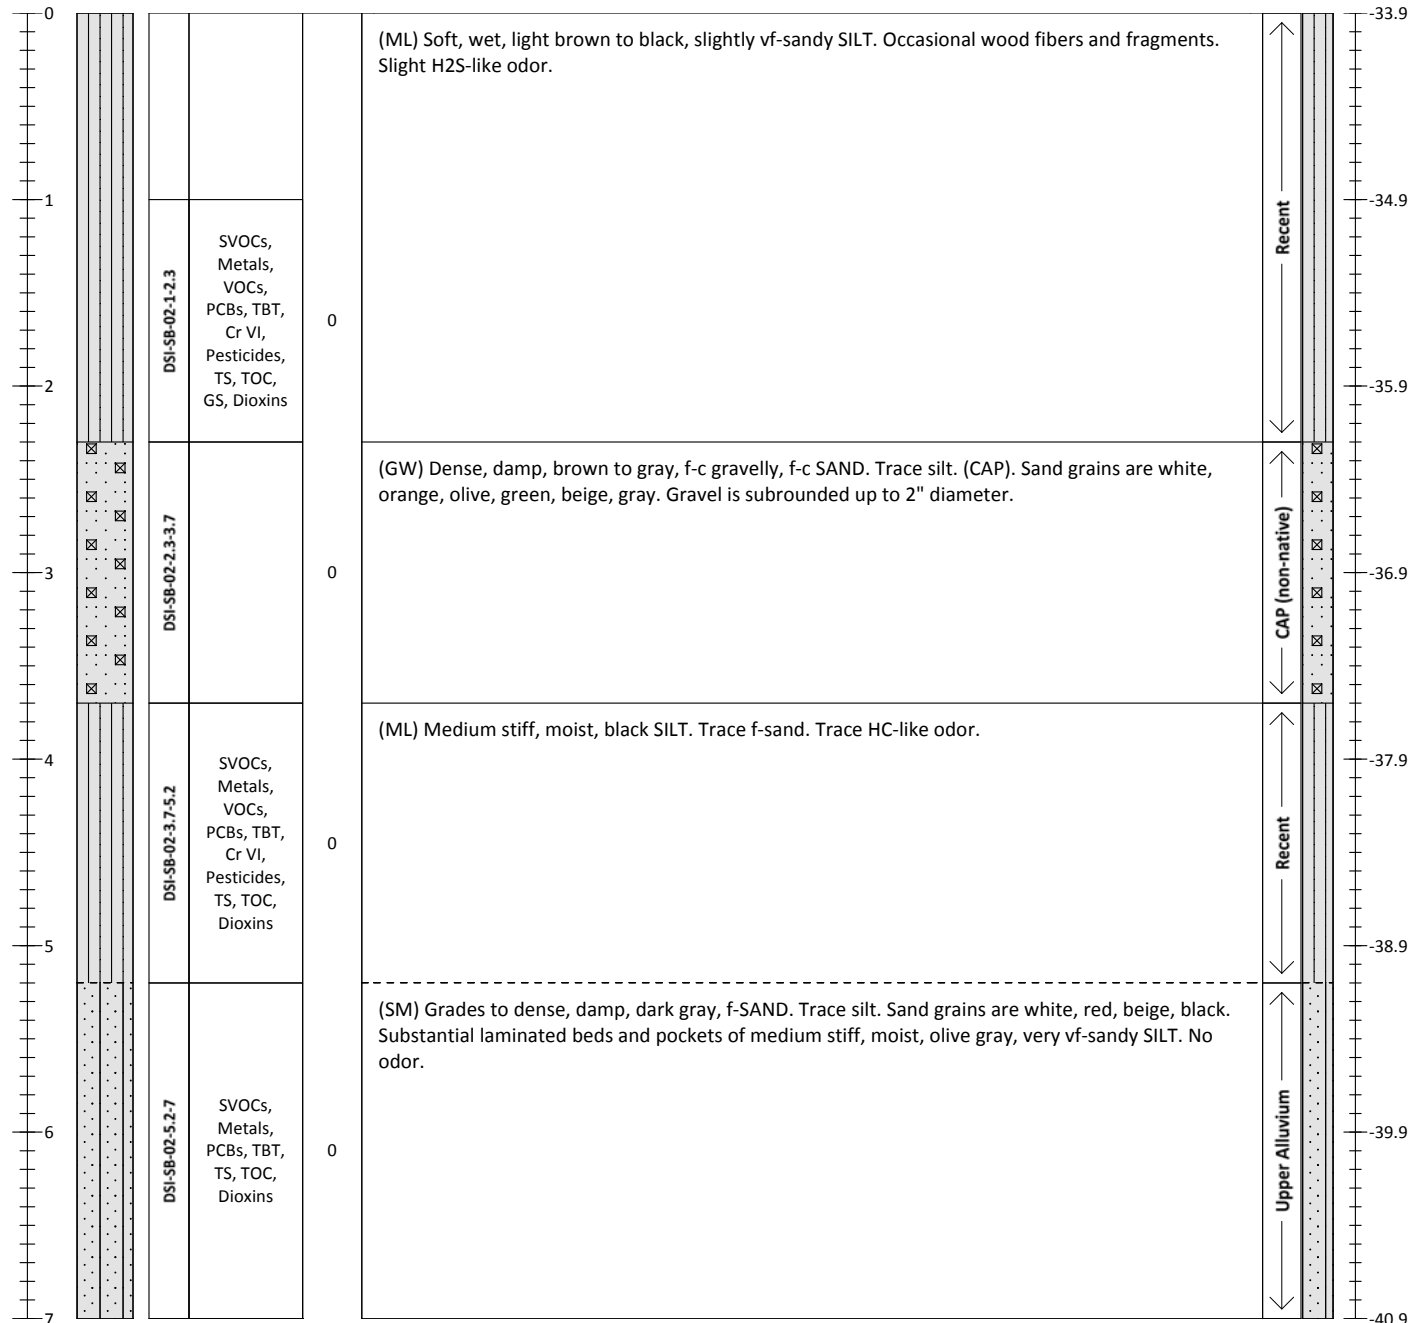 0
-33.9
(ML) Soft, wet, light brown to black, slightly vf-sandy SILT. Occasional wood fibers and fragments.
Slight H2S-like odor.
1
-34.9
Recent
DSI-SB-02-1-2.3
SVOCs,
Metals,
VOCs,
PCBs, TBT,
Cr VI,
Pesticides,
TS, TOC,
GS, Dioxins
0
2
-35.9
(GW) Dense, damp, brown to gray, f-c gravelly, f-c SAND. Trace silt. (CAP). Sand grains are white,
orange, olive, green, beige, gray. Gravel is subrounded up to 2" diameter.
DSI-SB-02-2.3-3.7
0
CAP (non-native)
3
-36.9
(ML) Medium stiff, moist, black SILT. Trace f-sand. Trace HC-like odor.
4
-37.9
DSI-SB-02-3.7-5.2
SVOCs,
Metals,
VOCs,
PCBs, TBT,
Cr VI,
Pesticides,
TS, TOC,
Dioxins
0
Recent
5
-38.9
(SM) Grades to dense, damp, dark gray, f-SAND. Trace silt. Sand grains are white, red, beige, black.
Substantial laminated beds and pockets of medium stiff, moist, olive gray, very vf-sandy SILT. No
odor.
DSI-SB-02-5.2-7
SVOCs,
Metals,
PCBs, TBT,
TS, TOC,
Dioxins
0
Upper Alluvium
6
-39.9
7
-40.9